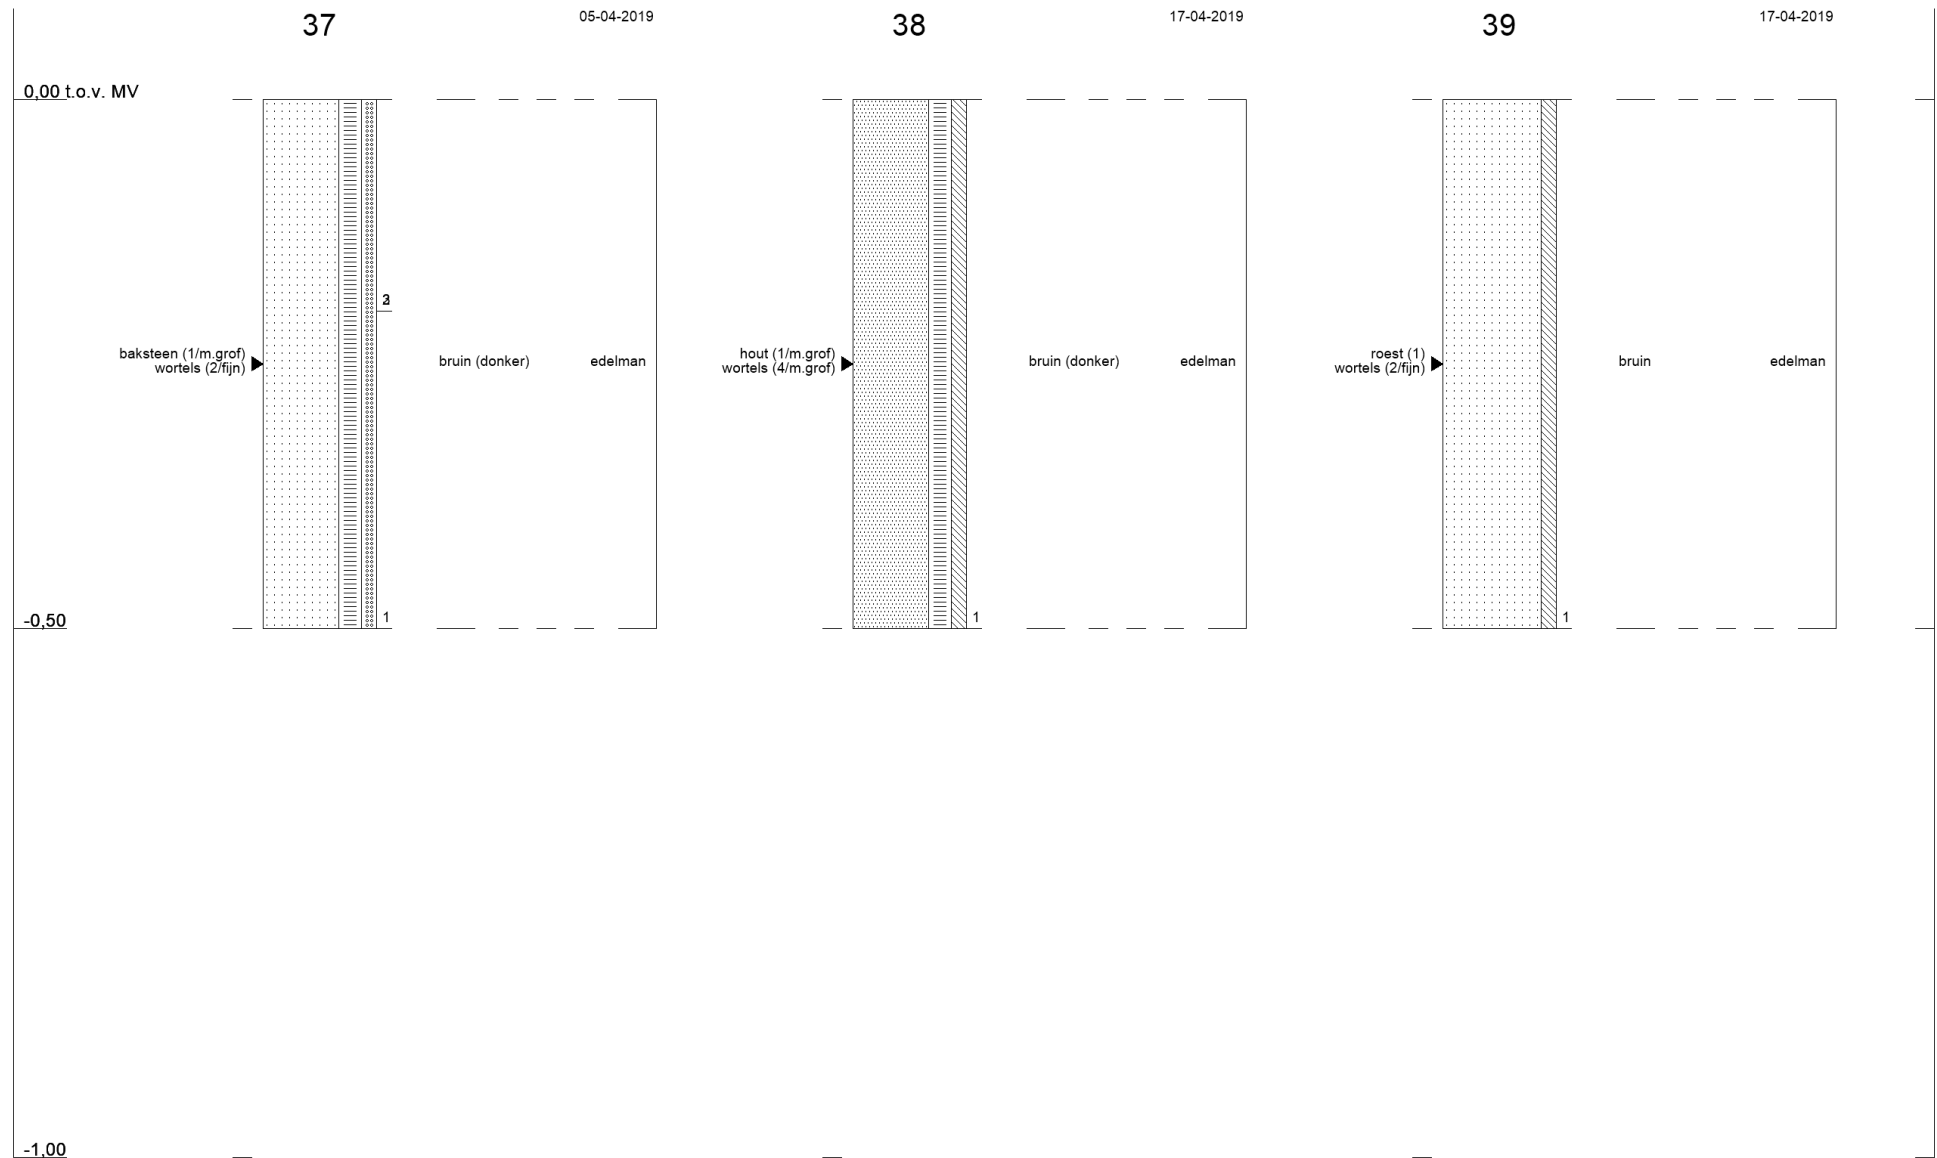 37
05-04-2019
38
17-04-2019
39
17-04-2019
0,00 t.o.v. MV
baksteen (1/m.grof)
wortels (2/fijn)
bruin (donker)
edelman
hout (1/m.grof)
wortels (4/m.grof)
bruin (donker)
edelman
roest (1)
wortels (2/fijn)
bruin
edelman
-0,50
1
1
1
-1,00